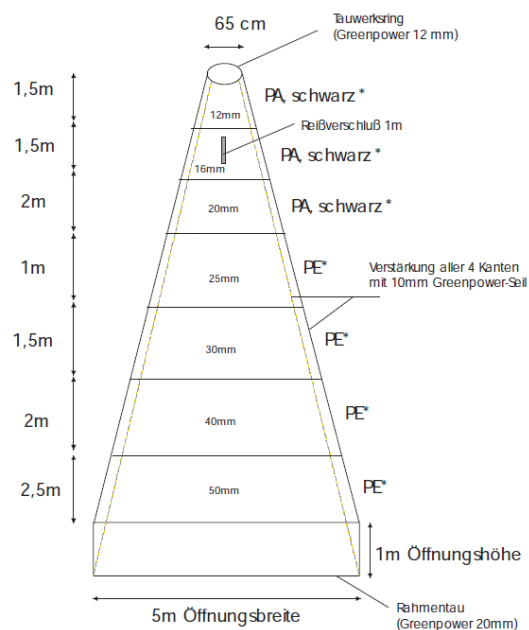 65 cm
Tauwerksring
(Greenpower 12 mm)
1,5m
PA, schwarz *
12mm
1,5m
Reißverschluß 1m
PA, schwarz *
16mm
2m
20mm
PA, schwarz *
1m
25mm
PE*
Verstärkung aller 4 Kanten
mit 10mm Greenpower-Seil
1,5m
30mm
PE*
2m
40mm
PE*
2,5m
50mm
PE*
1m Öffnungshöhe
5m Öffnungsbreite
Rahmentau
(Greenpower 20mm)